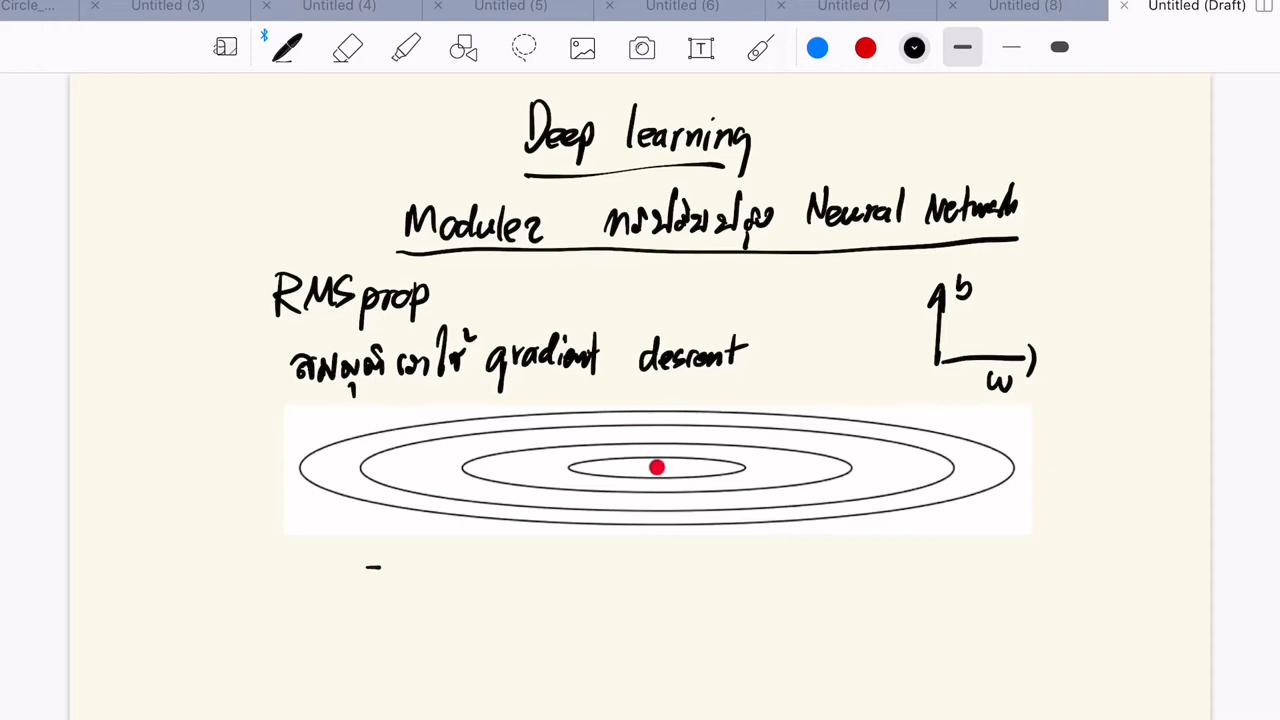 Circle_...
Untitled (3)
Untitled (4)
Untitled (5)
Untitled (6)
Untitled (7)
Untitled (8)
Untitled (Draft)
Deep learning
Module2 การปรับปรุง Neural Network
RMSprop
สมมุติเราใช้ gradient descent
b
w